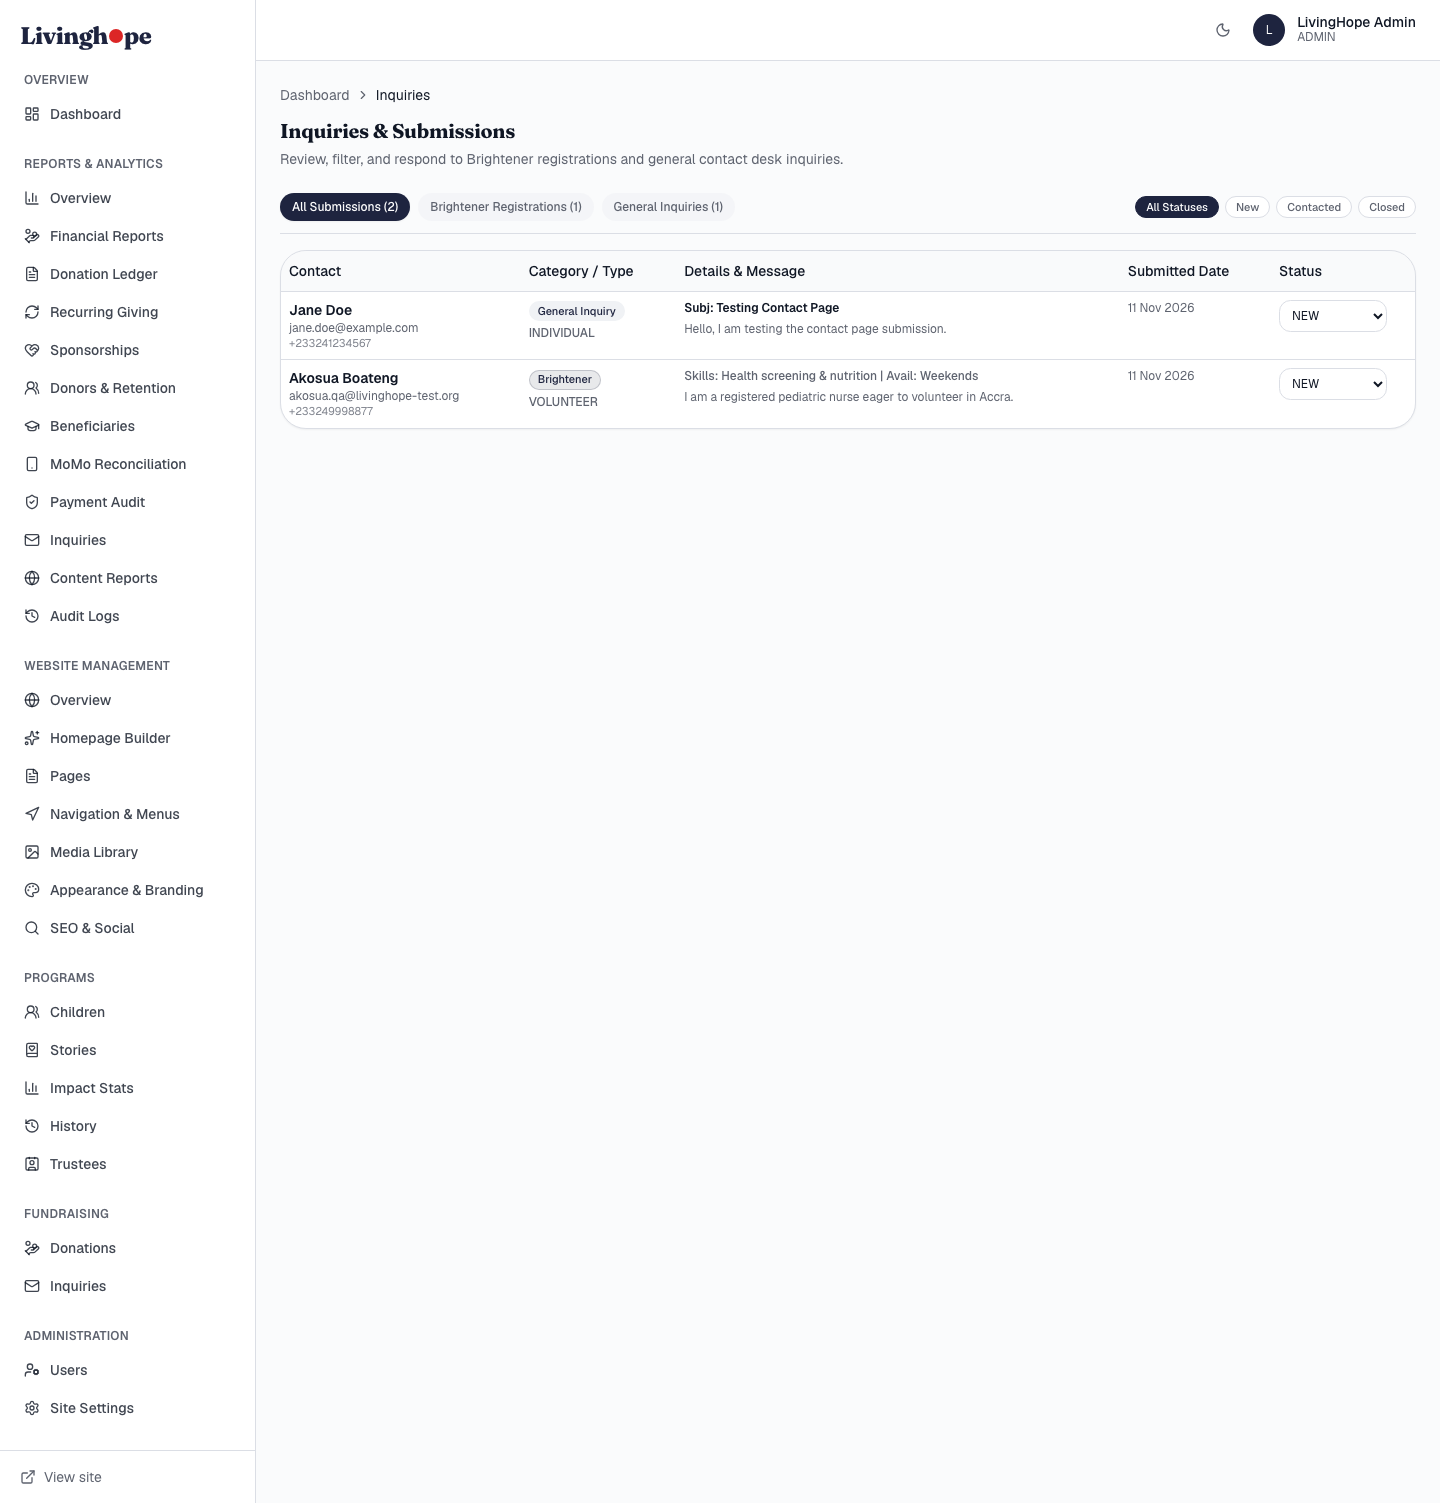 Livinghope
OVERVIEW
Dashboard
REPORTS & ANALYTICS
Overview
Financial Reports
Donation Ledger
Recurring Giving
Sponsorships
Donors & Retention
Beneficiaries
MoMo Reconciliation
Payment Audit
Inquiries
Content Reports
Audit Logs
WEBSITE MANAGEMENT
Overview
Homepage Builder
Pages
Navigation & Menus
Media Library
Appearance & Branding
SEO & Social
PROGRAMS
Children
Stories
Impact Stats
History
Trustees
FUNDRAISING
Donations
Inquiries
ADMINISTRATION
Users
Site Settings
View site
L
LivingHope Admin
ADMIN
Dashboard > Inquiries
Inquiries & Submissions
Review, filter, and respond to Brightener registrations and general contact desk inquiries.
All Submissions (2) Brightener Registrations (1) General Inquiries (1) All Statuses New Contacted Closed
Contact Category / Type Details & Message Submitted Date Status
Jane Doe General Inquiry Subj: Testing Contact Page 11 Nov 2026 NEW
jane.doe@example.com INDIVIDUAL Hello, I am testing the contact page submission.
+233241234567
Akosua Boateng Brightener Skills: Health screening & nutrition | Avail: Weekends 11 Nov 2026 NEW
akosua.qa@livinghope-test.org VOLUNTEER I am a registered pediatric nurse eager to volunteer in Accra.
+233249998877